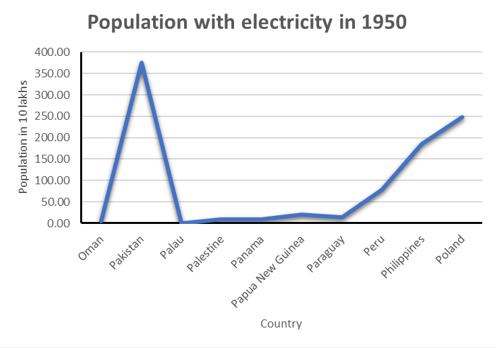 Population with electricity in 1950
Population in 10 lakhs
400.00
350.00
300.00
250.00
200.00
150.00
100.00
50.00
0.00
Oman
Pakistan
Palau
Palestine
Panama
Papua New Guinea
Paraguay
Peru
Philippines
Poland
Country